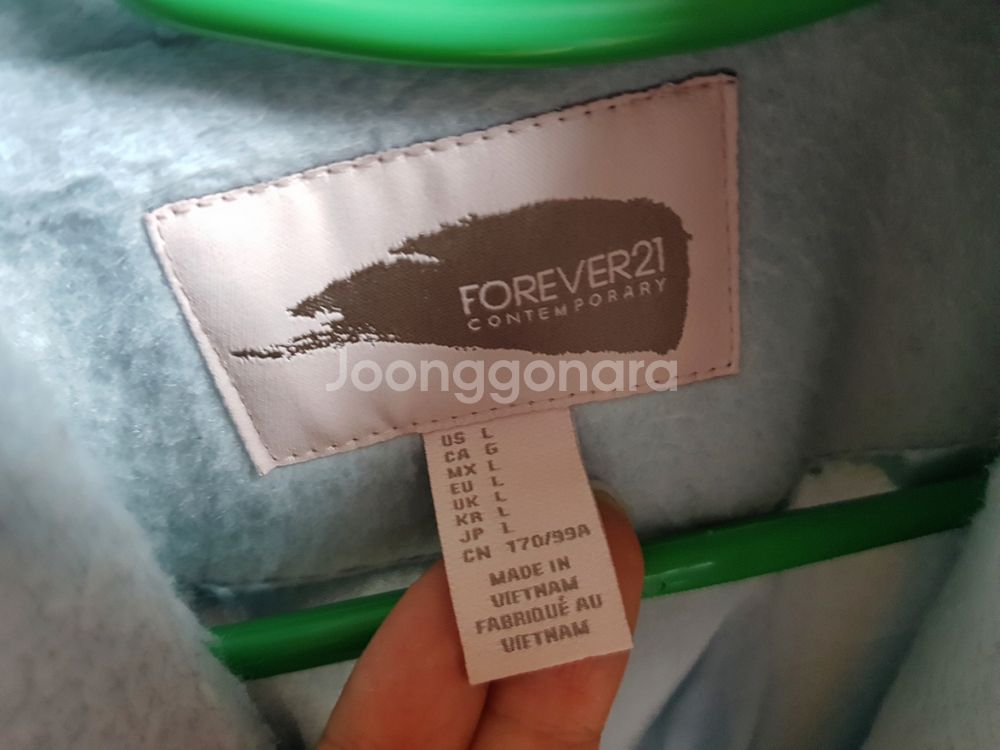 FOREVER21
CONTEMPORARY
Joonggonara
US L
CA G
MX L
EU L
UK L
KR L
JP L
CN 170/99A
MADE IN
VIETNAM
FABRIQUÉ AU
VIETNAM